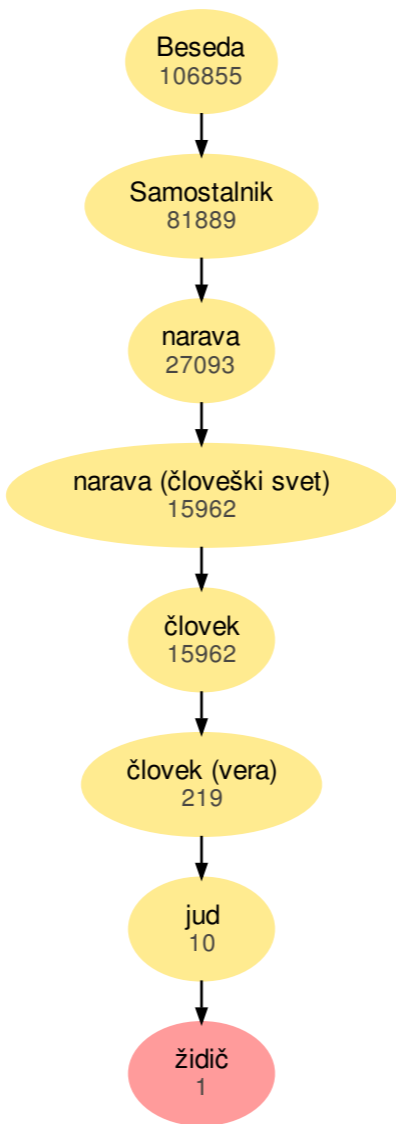 Beseda
106855
Samostalnik
81889
narava
27093
narava (človeški svet)
15962
človek
15962
človek (vera)
219
jud
10
židič
1